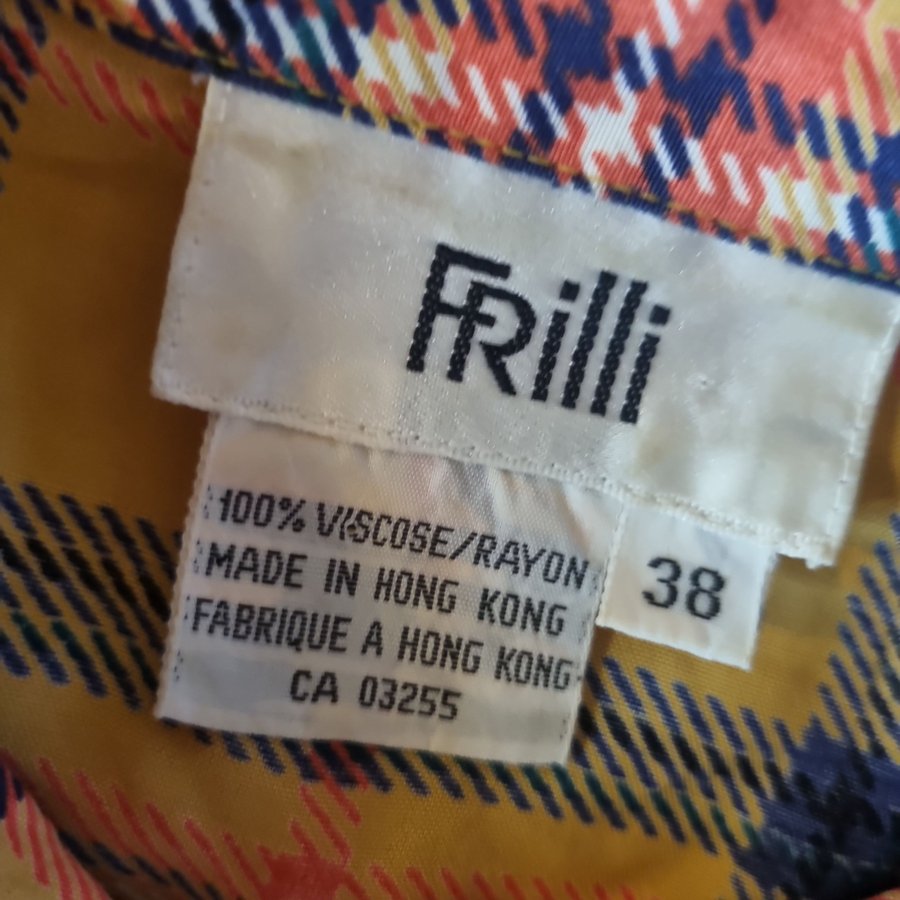 FRilli
100% VISCOSE/RAYON
MADE IN HONG KONG
FABRIQUE A HONG KONG
CA 03255
38